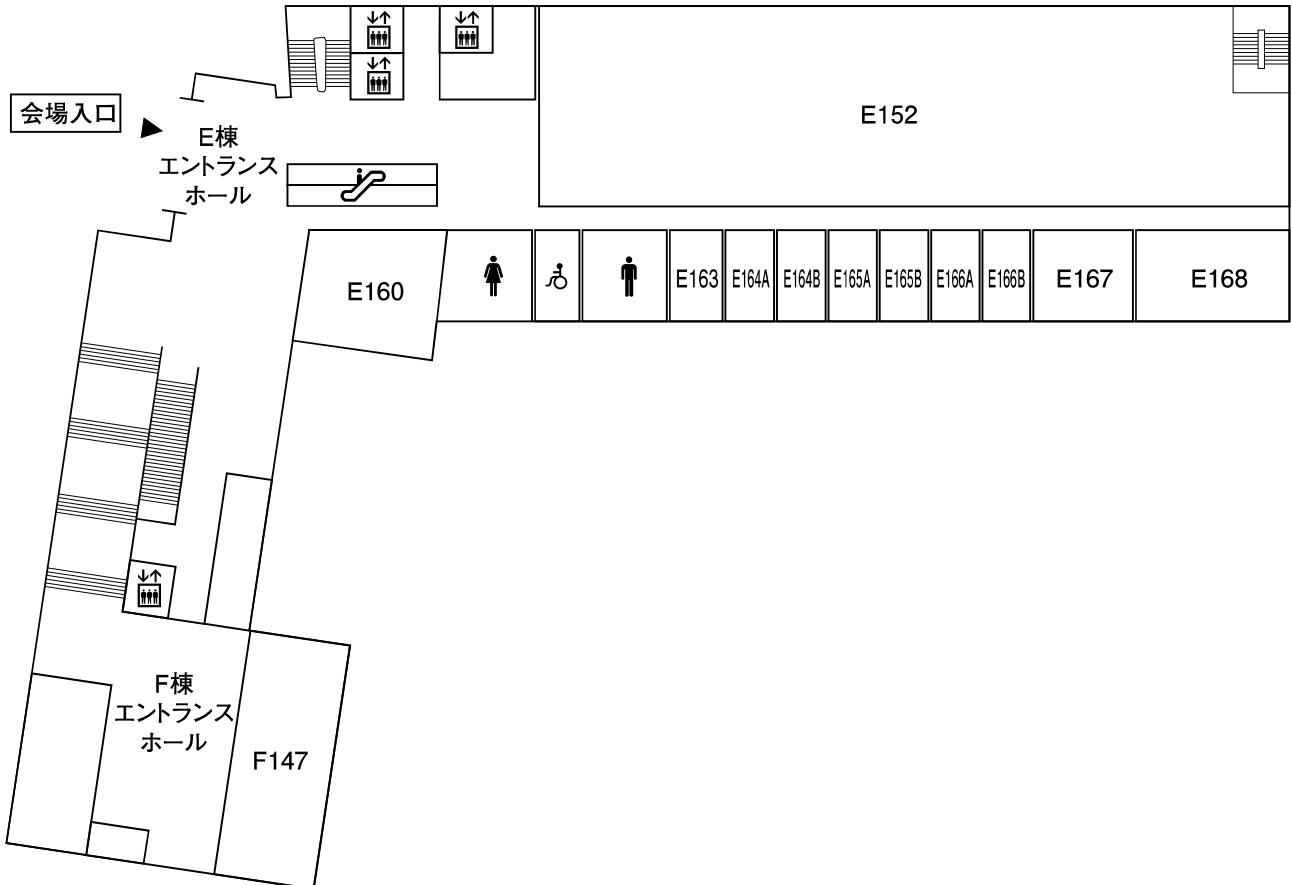 会場入口
E棟
エントランス
ホール
E152
E160
E163
E164A
E164B
E165A
E165B
E166A
E166B
E167
E168
F棟
エントランス
ホール
F147